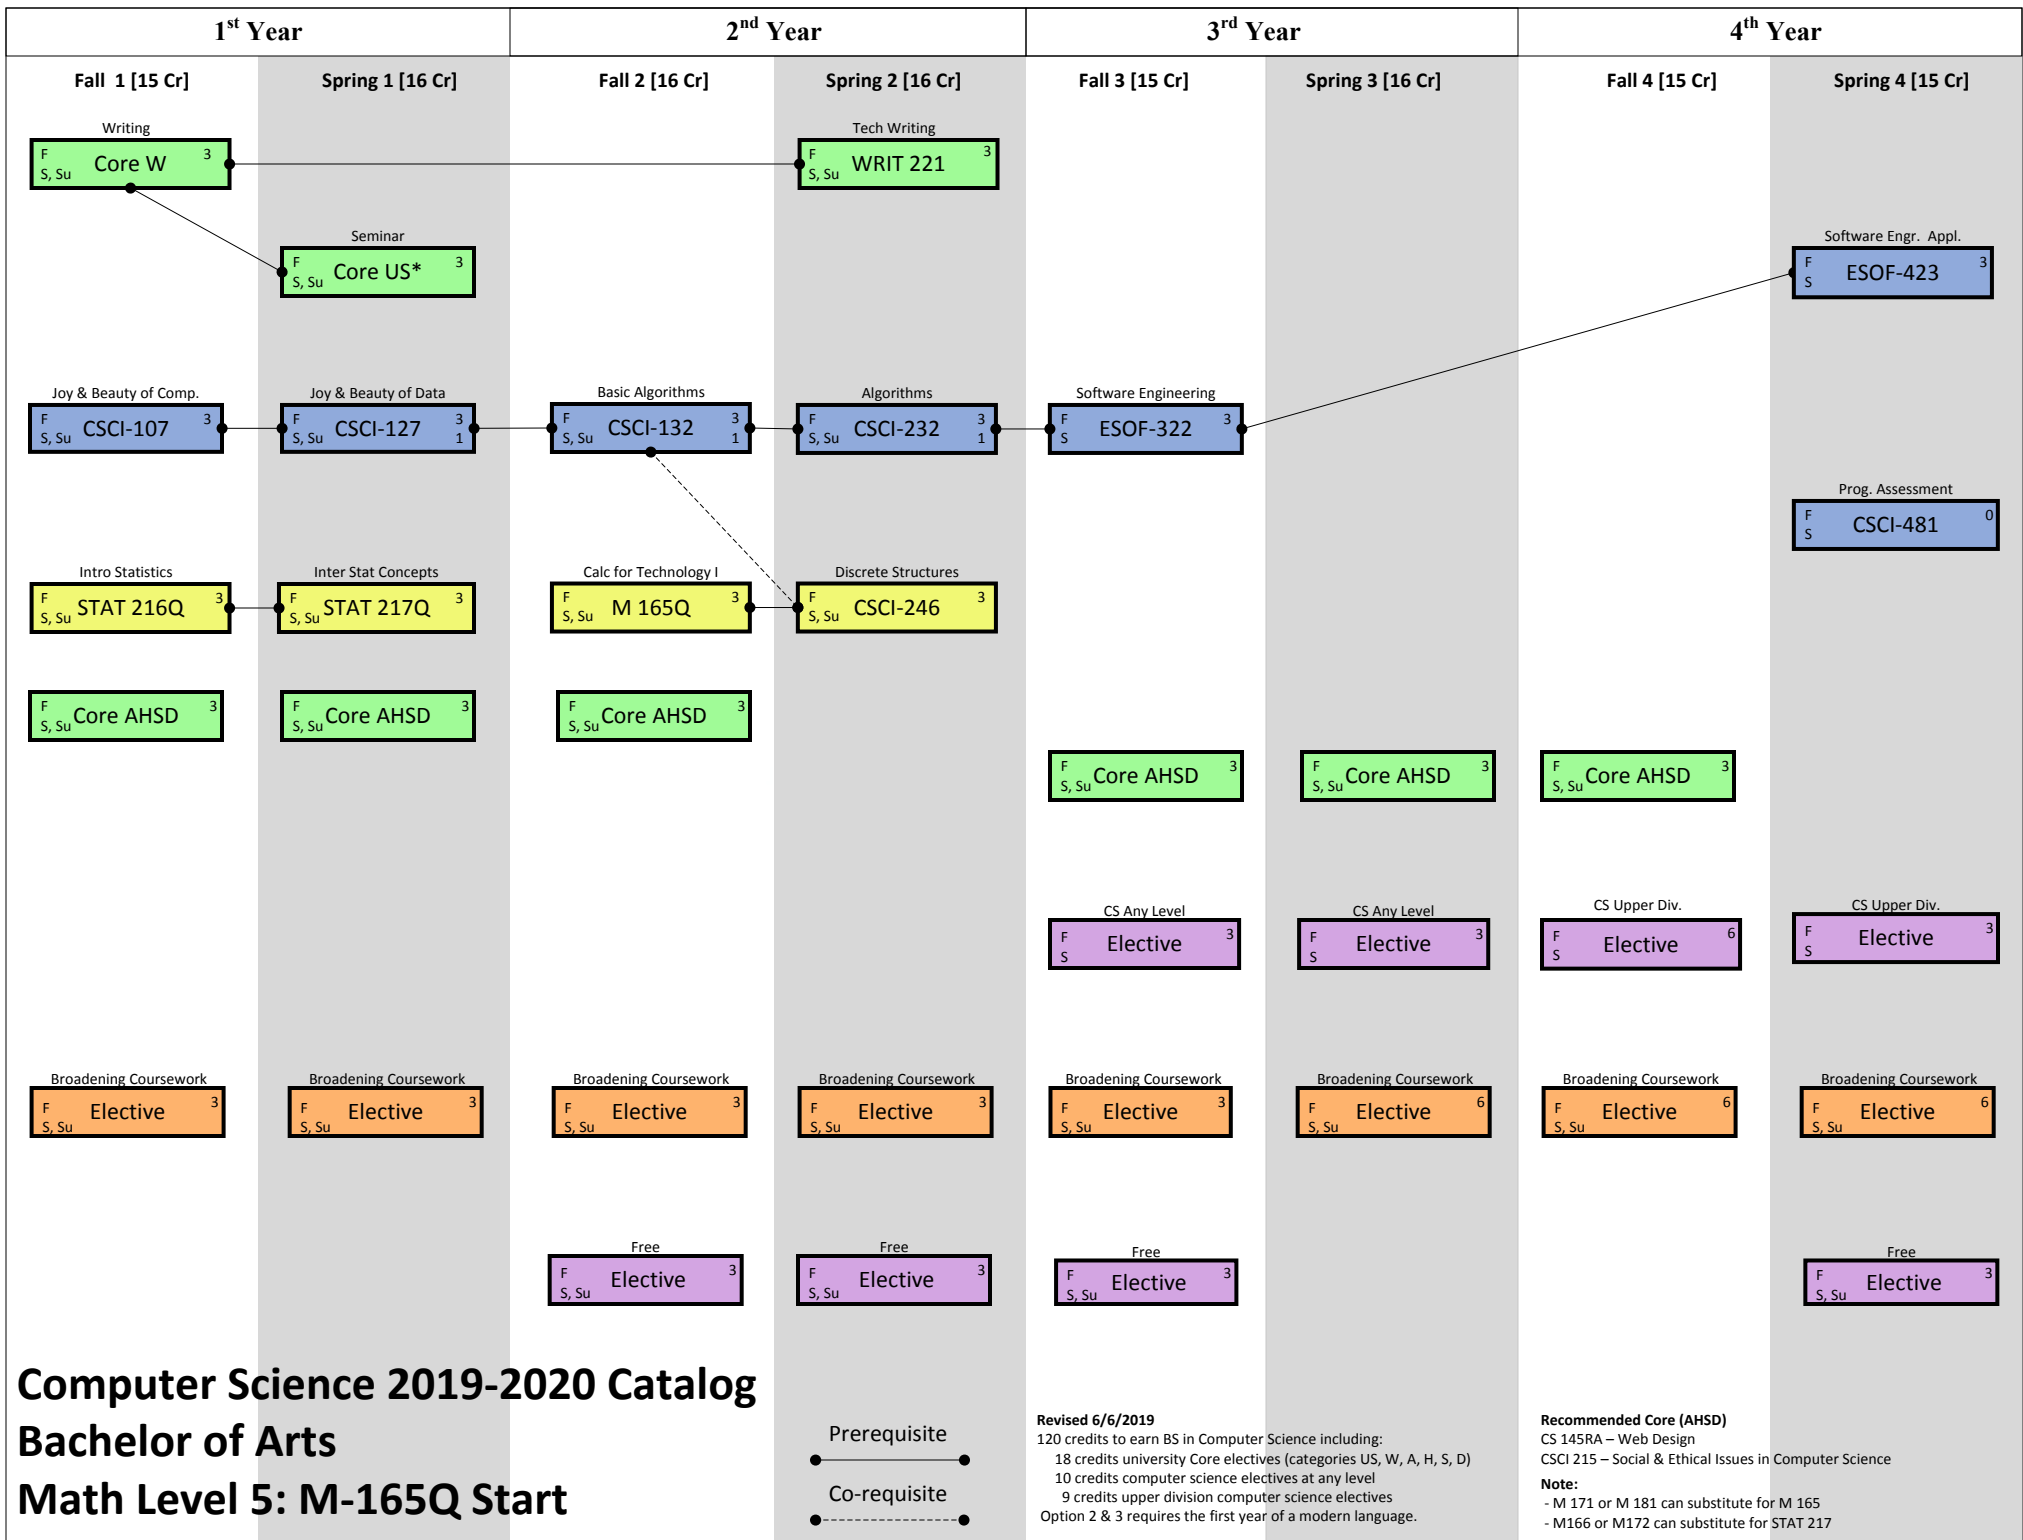 1st Year
2nd Year
3rd Year
4th Year
Fall 1 [15 Cr]
Spring 1 [16 Cr]
Fall 2 [16 Cr]
Spring 2 [16 Cr]
Fall 3 [15 Cr]
Spring 3 [16 Cr]
Fall 4 [15 Cr]
Spring 4 [15 Cr]
Writing
F
S, Su
Core W
3
Tech Writing
F
S, Su
WRIT 221
3
Seminar
F
S, Su
Core US*
3
Software Engr. Appl.
F
S
ESOF-423
3
Joy & Beauty of Comp.
F
S, Su
CSCI-107
3
Joy & Beauty of Data
F
S, Su
CSCI-127
3
1
Basic Algorithms
F
S, Su
CSCI-132
3
1
Algorithms
F
S, Su
CSCI-232
3
1
Software Engineering
F
S
ESOF-322
3
Prog. Assessment
F
S
CSCI-481
0
Intro Statistics
F
S, Su
STAT 216Q
3
Inter Stat Concepts
F
S, Su
STAT 217Q
3
Calc for Technology I
F
S, Su
M 165Q
3
Discrete Structures
F
S, Su
CSCI-246
3
F
S, Su
Core AHSD
3
F
S, Su
Core AHSD
3
F
S, Su
Core AHSD
3
F
S, Su
Core AHSD
3
F
S, Su
Core AHSD
3
F
S, Su
Core AHSD
3
CS Any Level
F
S
Elective
3
CS Any Level
F
S
Elective
3
CS Upper Div.
F
S
Elective
6
CS Upper Div.
F
S
Elective
3
Broadening Coursework
F
S, Su
Elective
3
Broadening Coursework
F
S, Su
Elective
3
Broadening Coursework
F
S, Su
Elective
3
Broadening Coursework
F
S, Su
Elective
3
Broadening Coursework
F
S, Su
Elective
3
Broadening Coursework
F
S, Su
Elective
6
Broadening Coursework
F
S, Su
Elective
6
Broadening Coursework
F
S, Su
Elective
6
Free
F
S, Su
Elective
3
Free
F
S, Su
Elective
3
Free
F
S, Su
Elective
3
Free
F
S, Su
Elective
3
Computer Science 2019-2020 Catalog
Bachelor of Arts
Math Level 5: M-165Q Start
Prerequisite
Co-requisite
Revised 6/6/2019
120 credits to earn BS in Computer Science including:
18 credits university Core electives (categories US, W, A, H, S, D)
10 credits computer science electives at any level
9 credits upper division computer science electives
Option 2 & 3 requires the first year of a modern language.
Recommended Core (AHSD)
CS 145RA – Web Design
CSCI 215 – Social & Ethical Issues in Computer Science
Note:
- M 171 or M 181 can substitute for M 165
- M166 or M172 can substitute for STAT 217